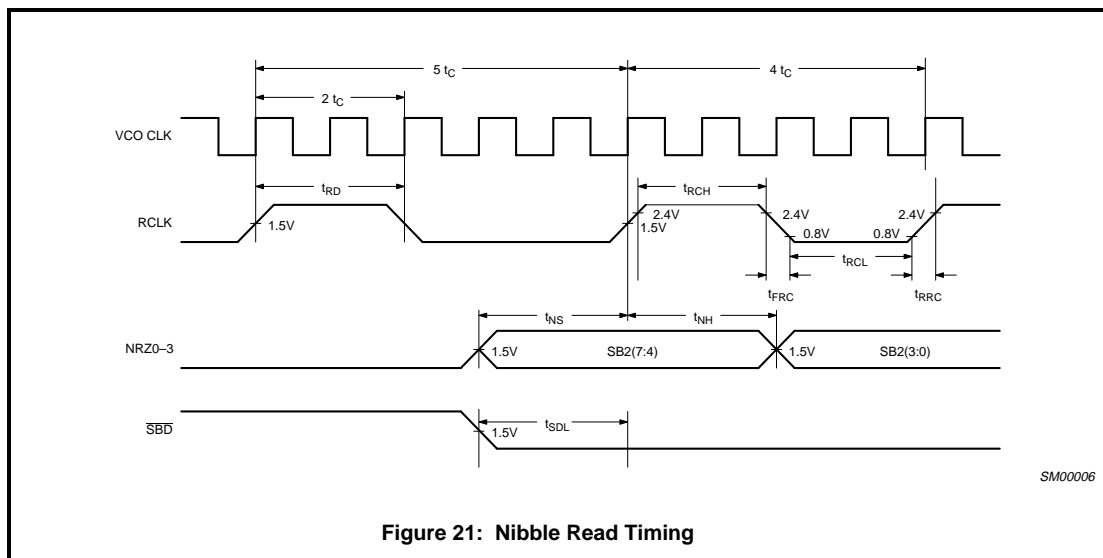 5 tC
4 tC
2 tC
VCO CLK
tRD
tRCH
RCLK
1.5V
2.4V
1.5V
2.4V
0.8V
0.8V
2.4V
tRCL
tFRC
tRRC
tNS
tNH
NRZ0–3
1.5V
SB2(7:4)
1.5V
SB2(3:0)
SBD
1.5V
tSDL
SM00006
Figure 21: Nibble Read Timing